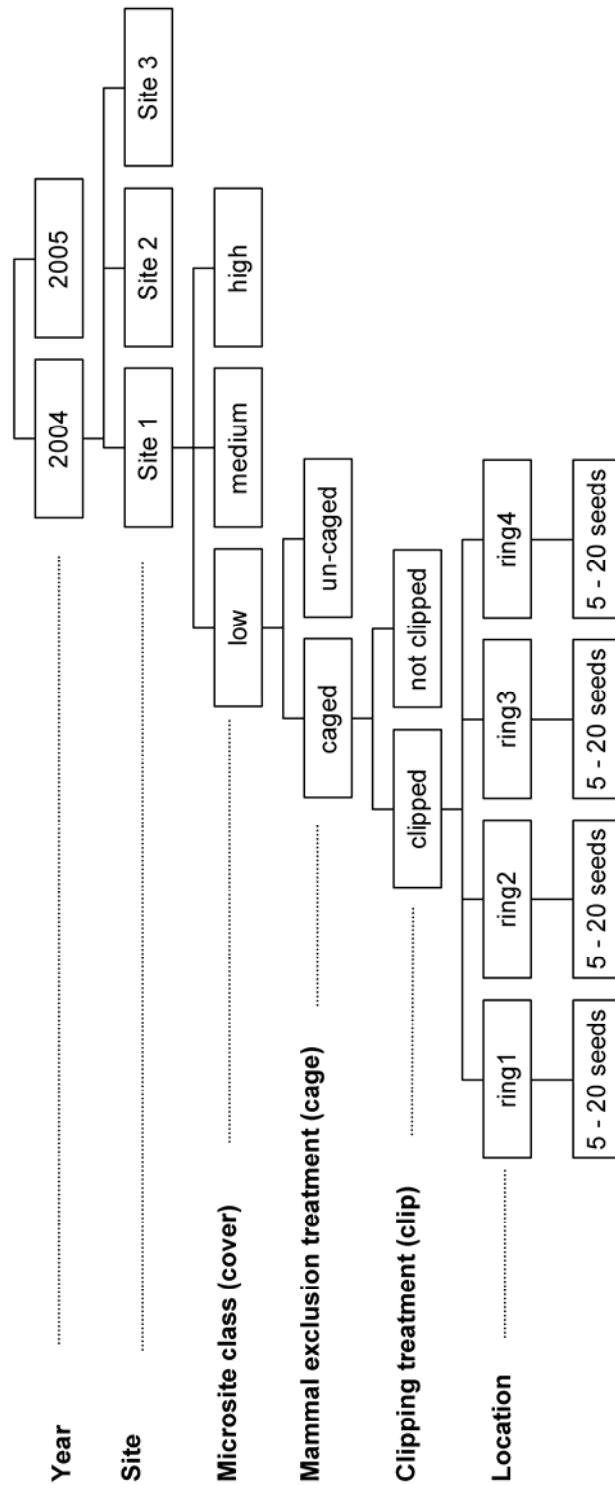 Year
2004
2005
Site
Site 1
Site 2
Site 3
Microsite class (cover)
low
medium
high
Mammal exclusion treatment (cage)
caged
un-caged
Clipping treatment (clip)
clipped
not clipped
Location
ring1
ring2
ring3
ring4
5 - 20 seeds
5 - 20 seeds
5 - 20 seeds
5 - 20 seeds